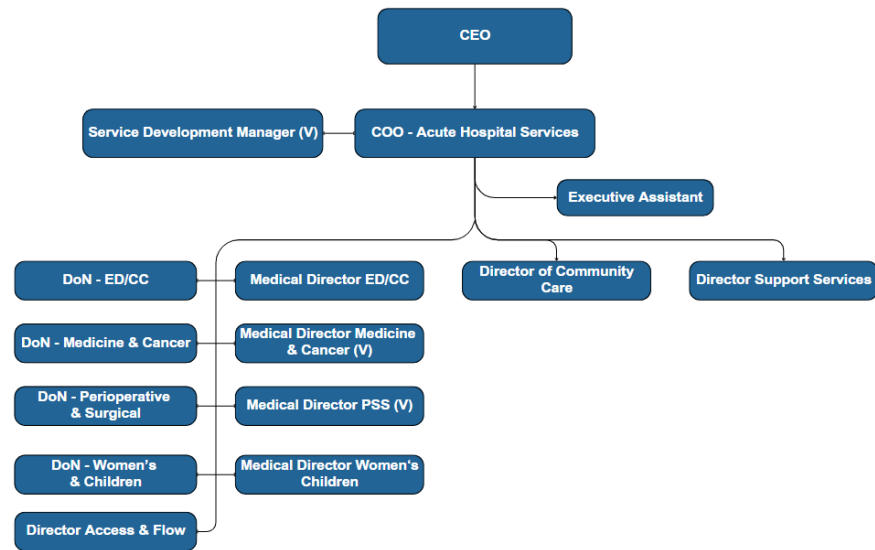 CEO
Service Development Manager (V)
COO - Acute Hospital Services
Executive Assistant
DoN - ED/CC
Medical Director ED/CC
Director of Community
Care
Director Support Services
DoN - Medicine & Cancer
Medical Director Medicine
& Cancer (V)
DoN - Perioperative
& Surgical
Medical Director PSS (V)
DoN - Women’s
& Children
Medical Director Women's
Children
Director Access & Flow